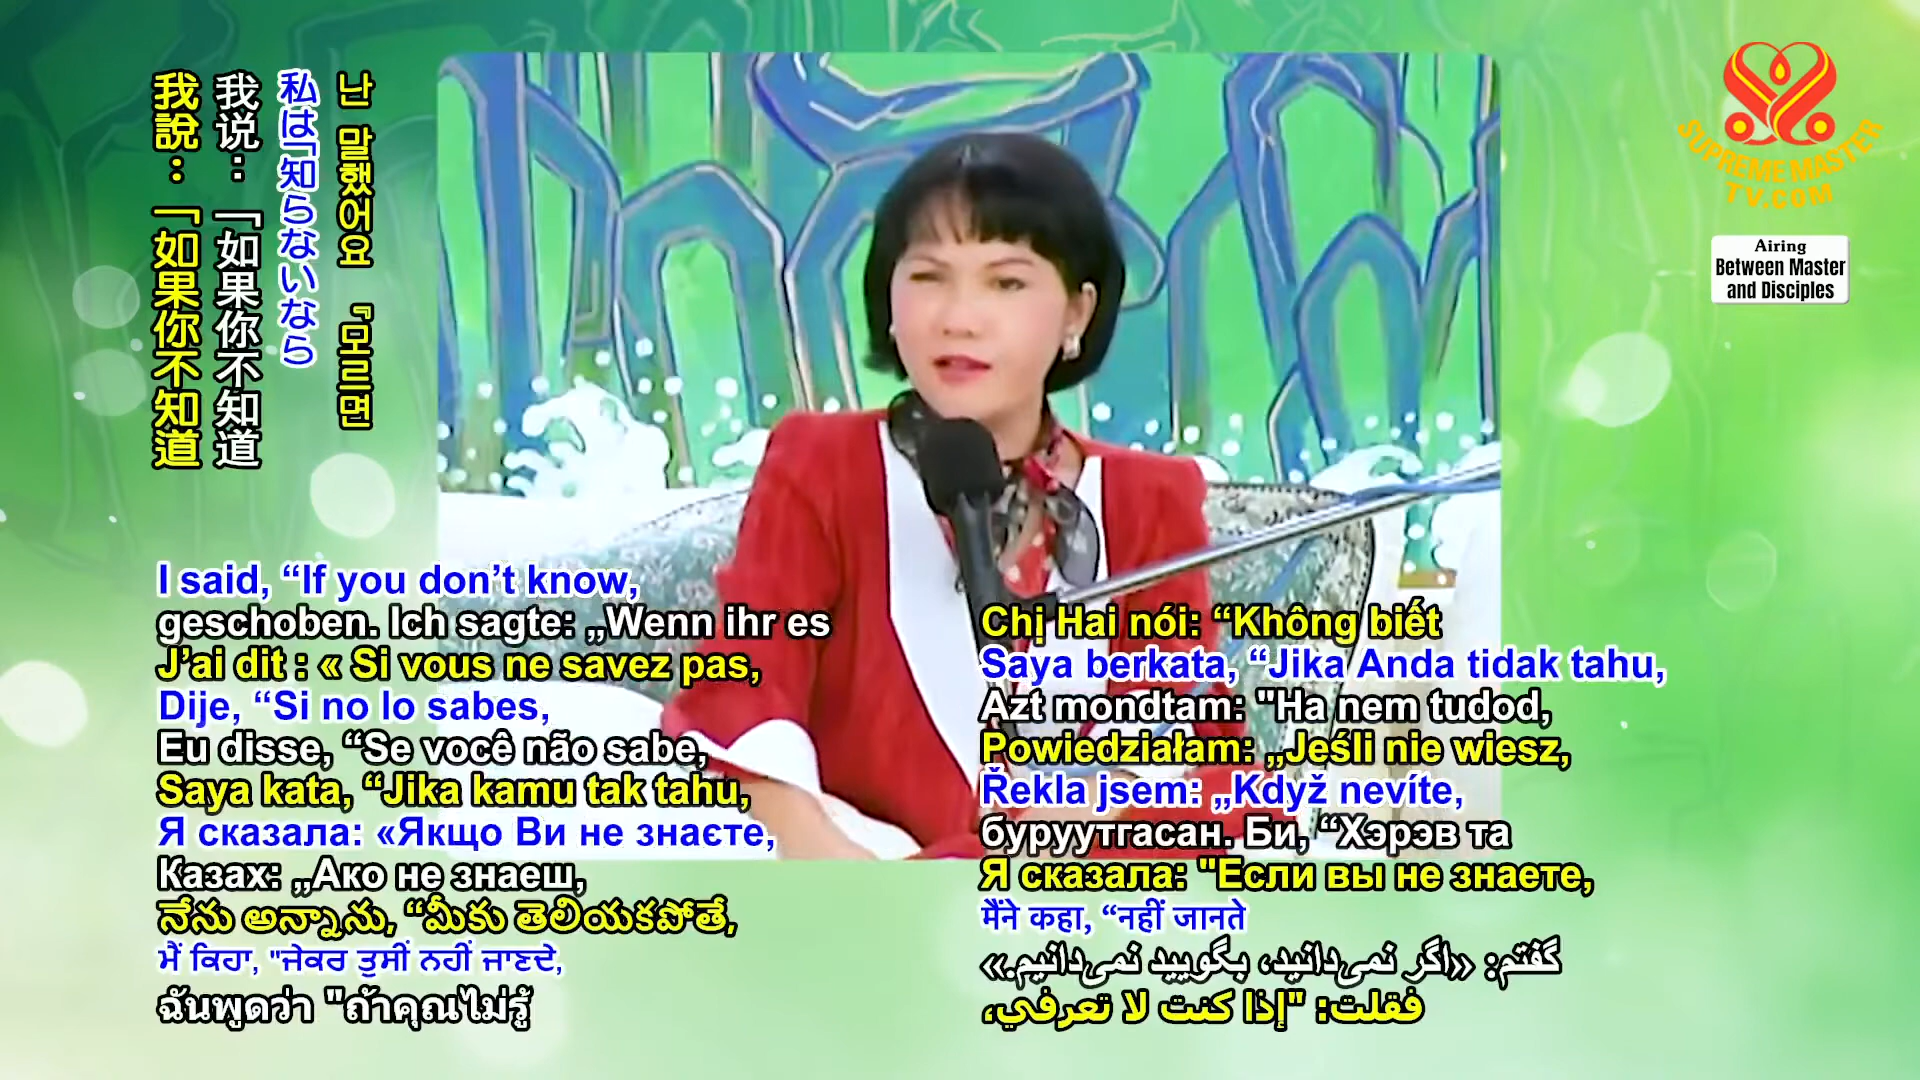 我說：「如果你不知道
我说：「如果你不知道
私は「知らないなら
난 말했어요 『모르면
SUPREME MASTER
TV.COM
Airing
Between Master
and Disciples
I said, “If you don’t know,
geschoben. Ich sagte: „Wenn ihr es
J’ai dit : « Si vous ne savez pas,
Dije, “Si no lo sabes,
Eu disse, “Se você não sabe,
Saya kata, “Jika kamu tak tahu,
Я сказала: «Якщо Ви не знаєте,
Казах: „Ако не знаеш,
నేను అన్నాను, “మీకు తెలియకపోతే,
ਮੈਂ ਕਿਹਾ, "ਜੇਕਰ ਤੁਸੀਂ ਨਹੀਂ ਜਾਣਦੇ,
ฉันพูดว่า "ถ้าคุณไม่รู้
Chị Hai nói: “Không biết
Saya berkata, “Jika Anda tidak tahu,
Azt mondtam: "Ha nem tudod,
Powiedziałam: „Jeśli nie wiesz,
Řekla jsem: „Když nevíte,
буруутгасан. Би, “Хэрэв та
Я сказала: "Если вы не знаете,
मैंने कहा, “नहीं जानते
گفتم: «اگر نمی‌دانید، بگویید نمی‌دانیم.»
فقلت: "إذا كنت لا تعرفي،